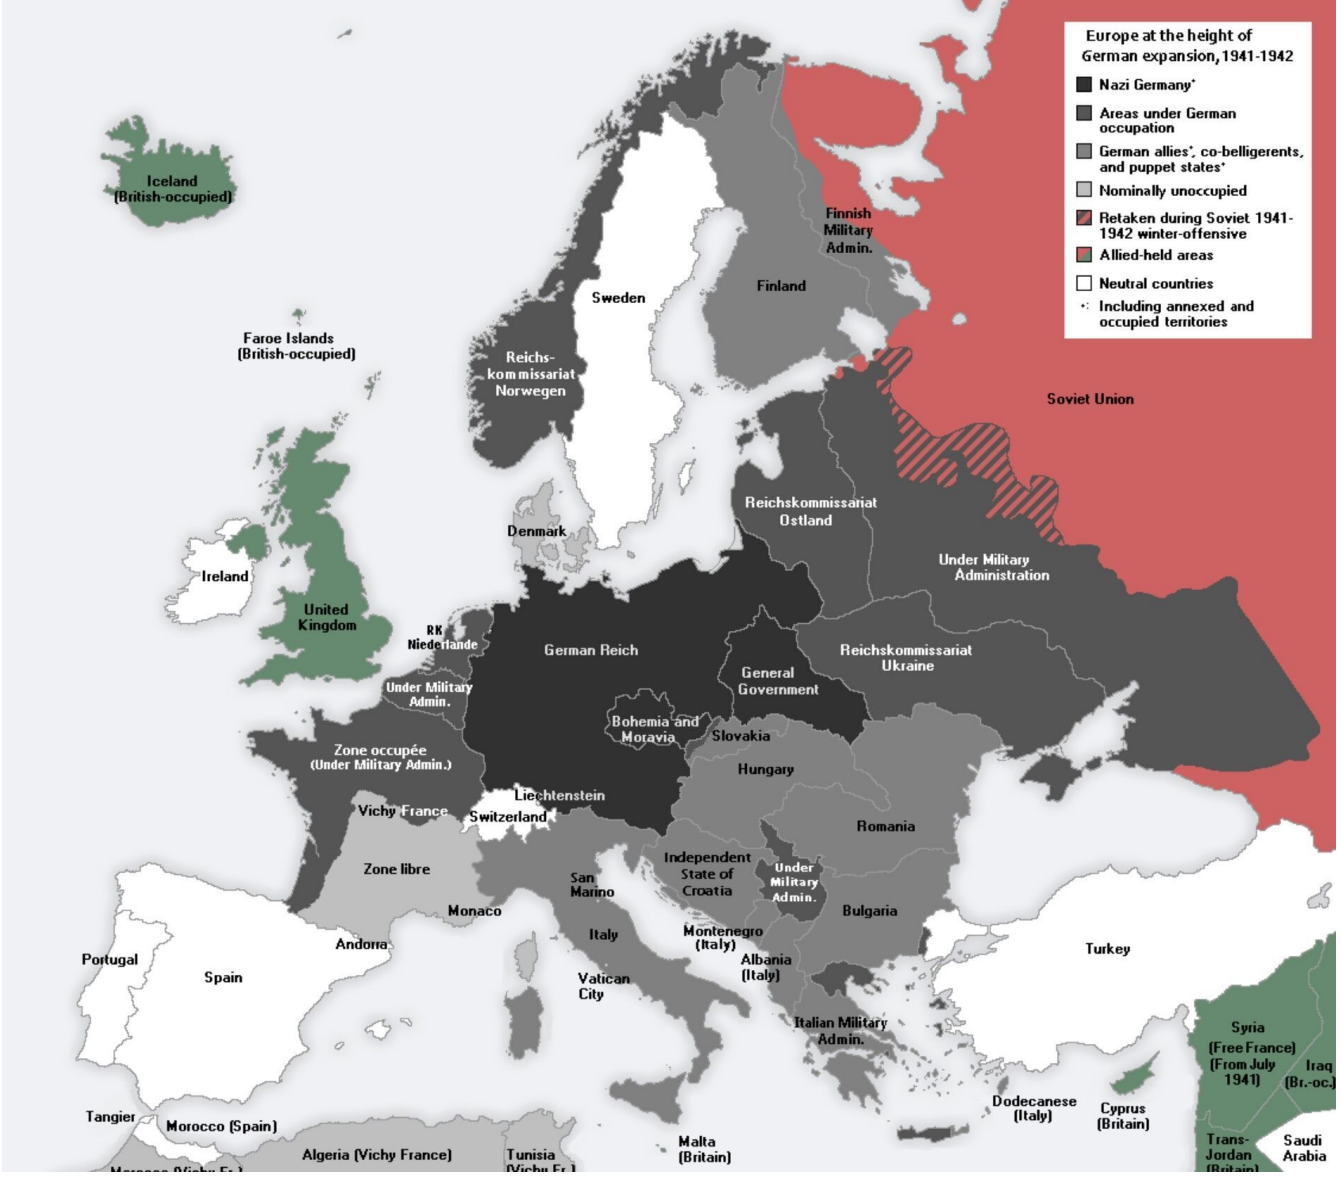 Europe at the height of
German expansion, 1941-1942
Nazi Germany⁺
Areas under German
occupation
German allies⁺, co-belligerents,
and puppet states⁺
Nominally unoccupied
Retaken during Soviet 1941-
1942 winter-offensive
Allied-held areas
Neutral countries
⁺: Including annexed and
occupied territories
Iceland
(British-occupied)
Faroe Islands
(British-occupied)
Sweden
Finnish
Military
Admin.
Finland
Reichs-
kommissariat
Norwegen
Soviet Union
Denmark
Reichskommissariat
Ostland
Under Military
Administration
Ireland
United
Kingdom
RK
Niederlande
German Reich
Reichskommissariat
Ukraine
General
Government
Under Military
Admin.
Bohemia and
Moravia
Slovakia
Zone occupée
(Under Military Admin.)
Hungary
Liechtenstein
Switzerland
Vichy France
Romania
Zone libre
Independent
State of
Croatia
Under
Military
Admin.
San
Marino
Monaco
Bulgaria
Italy
Montenegro
(Italy)
Andorra
Portugal
Spain
Albania
(Italy)
Turkey
Vatican
City
Italian Military
Admin.
Syria
(Free France)
(From July
1941)
Iraq
(Br.-oc.)
Dodecanese
(Italy)
Cyprus
(Britain)
Tangier
Morocco (Spain)
Algeria (Vichy France)
Tunisia
(Vichy Fr.)
Malta
(Britain)
Trans-
Jordan
(Britain)
Saudi
Arabia
Morocco (Vichy Fr.)